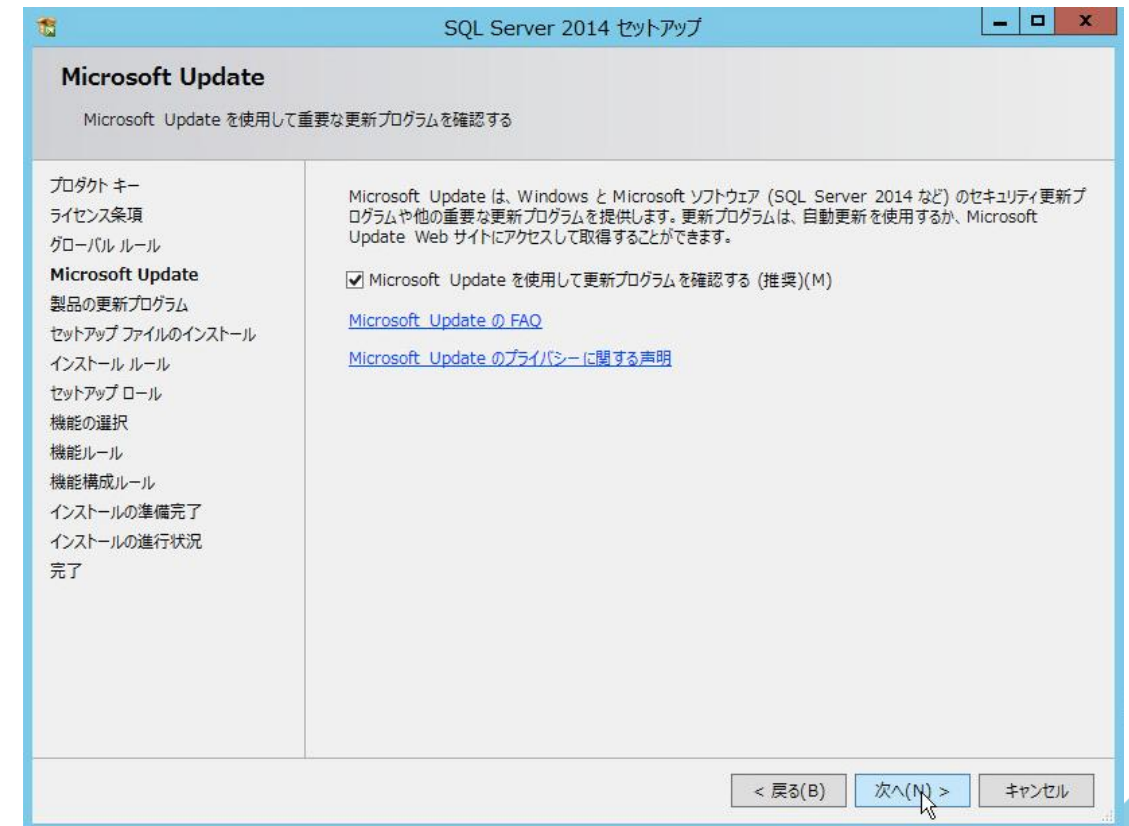 SQL Server 2014 セットアップ
Microsoft Update
Microsoft Update を使用して重要な更新プログラムを確認する
プロダクト キー
ライセンス条項
グローバル ルール
Microsoft Update
製品の更新プログラム
セットアップ ファイルのインストール
インストール ルール
セットアップ ロール
機能の選択
機能ルール
機能構成ルール
インストールの準備完了
インストールの進行状況
完了
Microsoft Update は、Windows と Microsoft ソフトウェア (SQL Server 2014 など) のセキュリティ更新プ
ログラムや他の重要な更新プログラムを提供します。更新プログラムは、自動更新を使用するか、Microsoft
Update Web サイトにアクセスして取得することができます。
Microsoft Update を使用して更新プログラムを確認する (推奨)(M)
Microsoft Update の FAQ
Microsoft Update のプライバシーに関する声明
< 戻る(B)
次へ(N) >
キャンセル